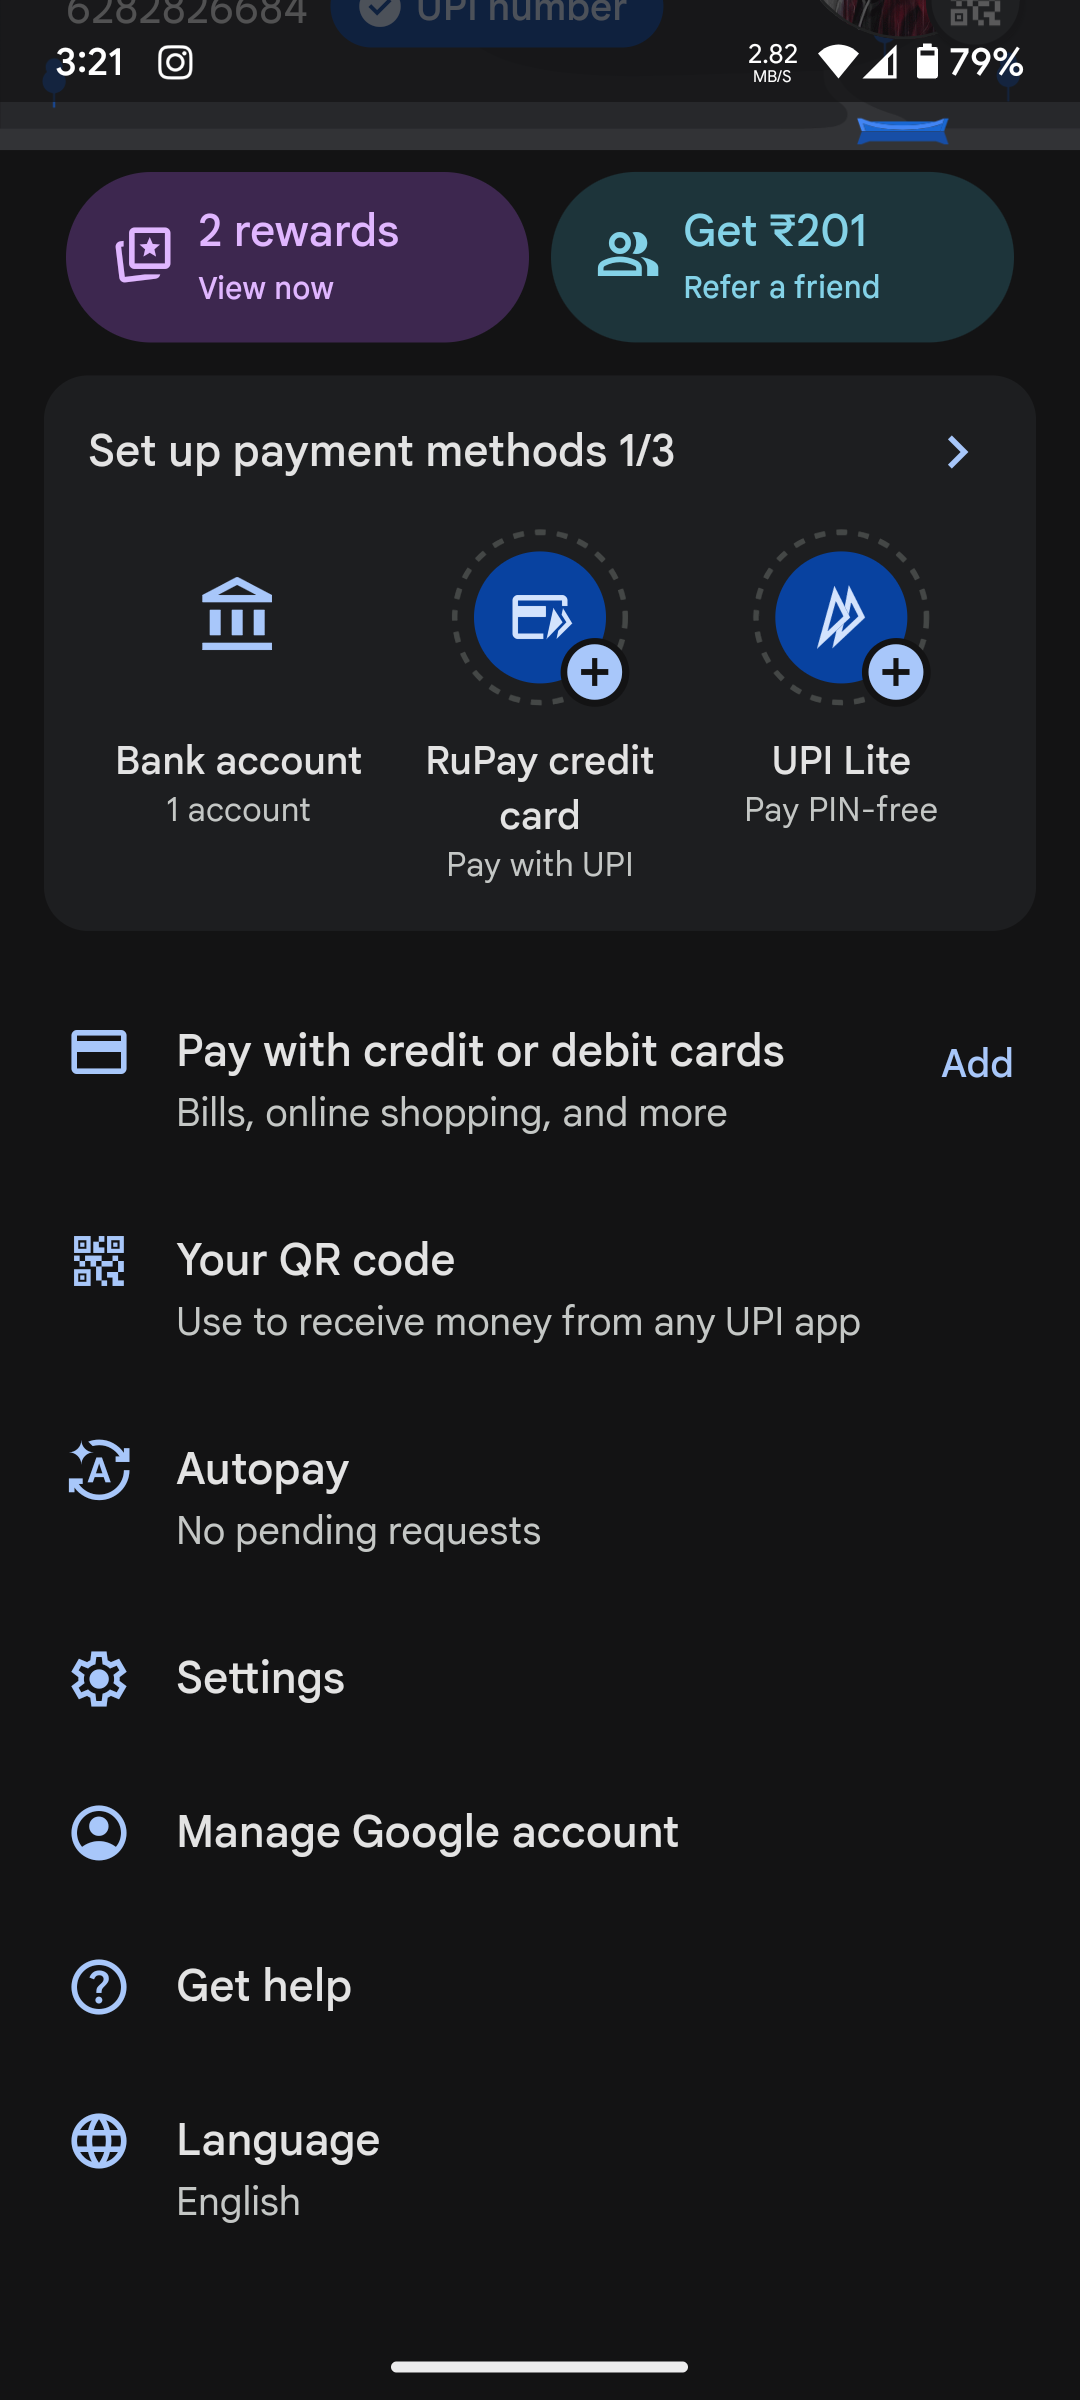 6282826684
UPI number
3:21
2.82
MB/S
79%
2 rewards
View now
Get ₹201
Refer a friend
Set up payment methods 1/3
Bank account
1 account
RuPay credit
card
Pay with UPI
UPI Lite
Pay PIN-free
Pay with credit or debit cards
Bills, online shopping, and more
Add
Your QR code
Use to receive money from any UPI app
Autopay
No pending requests
Settings
Manage Google account
Get help
Language
English